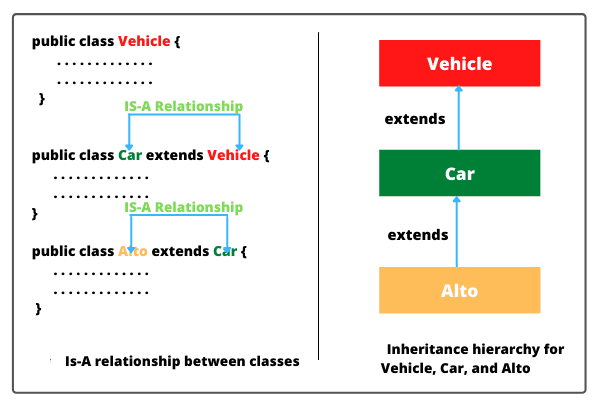 public class Vehicle {
. . . . . . . . . . . . .
. . . . . . . . . . . . .
}
IS-A Relationship
public class Car extends Vehicle {
. . . . . . . . . . . . .
. . . . . . . . . . . . .
}
IS-A Relationship
public class Alto extends Car {
. . . . . . . . . . . . .
. . . . . . . . . . . . .
}
Is-A relationship between classes
Vehicle
extends
Car
extends
Alto
Inheritance hierarchy for
Vehicle, Car, and Alto